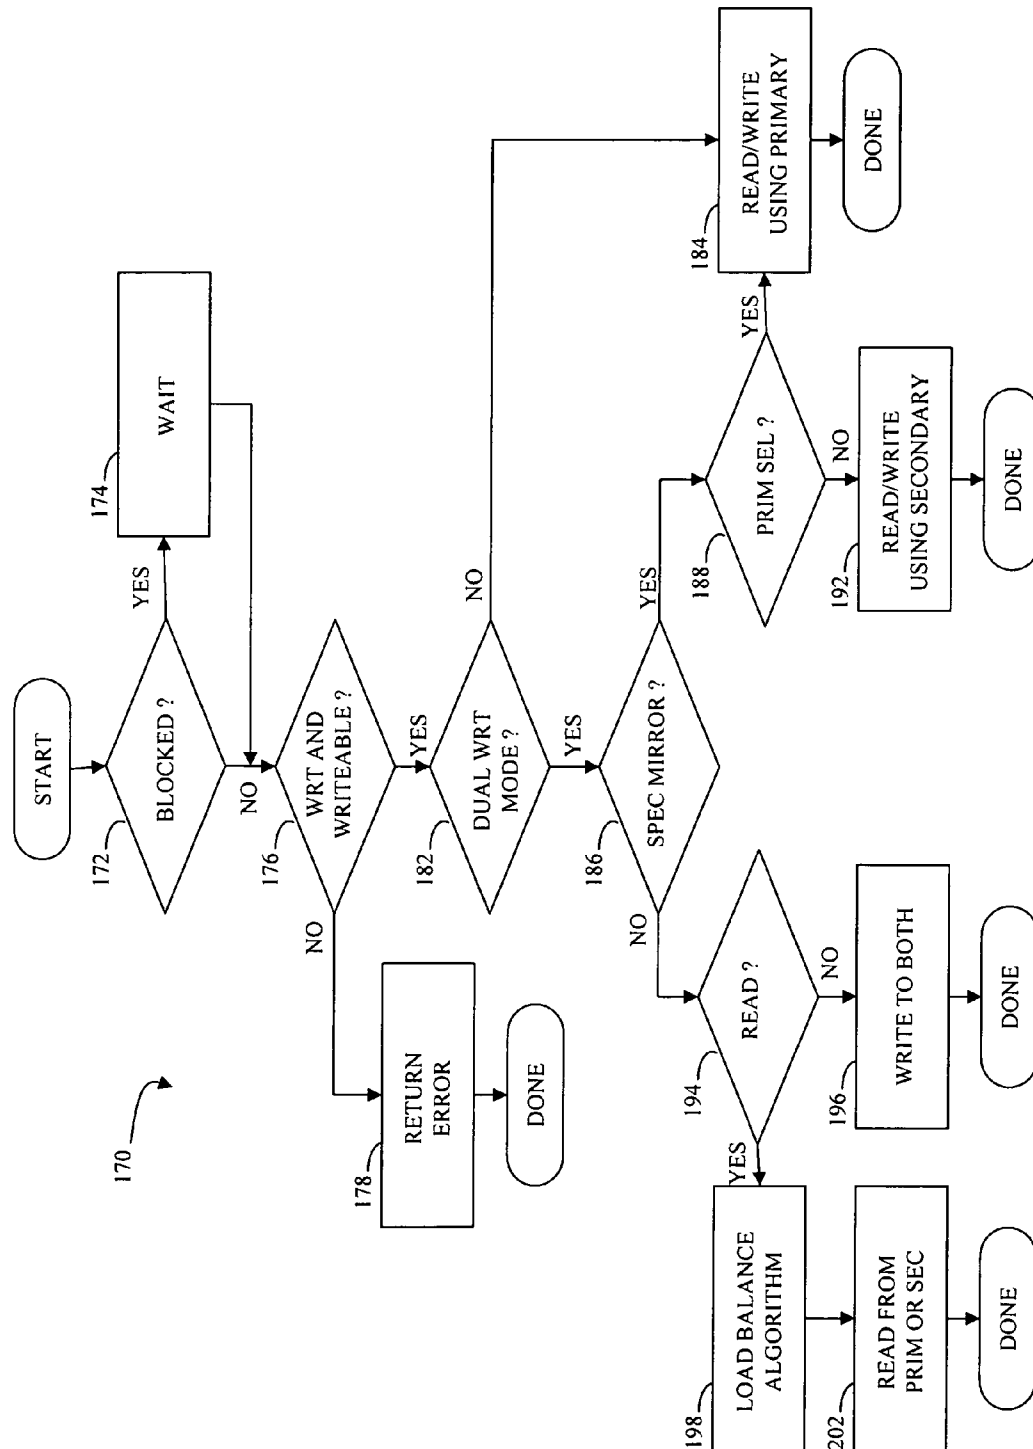 170
START
172
BLOCKED ?
YES
NO
174
WAIT
176
WRT AND
WRITEABLE ?
NO
YES
178
RETURN
ERROR
DONE
182
DUAL WRT
MODE ?
NO
YES
184
READ/WRITE
USING PRIMARY
DONE
186
SPEC MIRROR ?
NO
YES
188
PRIM SEL ?
YES
NO
192
READ/WRITE
USING SECONDARY
DONE
194
READ ?
YES
NO
196
WRITE TO BOTH
DONE
198
LOAD BALANCE
ALGORITHM
202
READ FROM
PRIM OR SEC
DONE